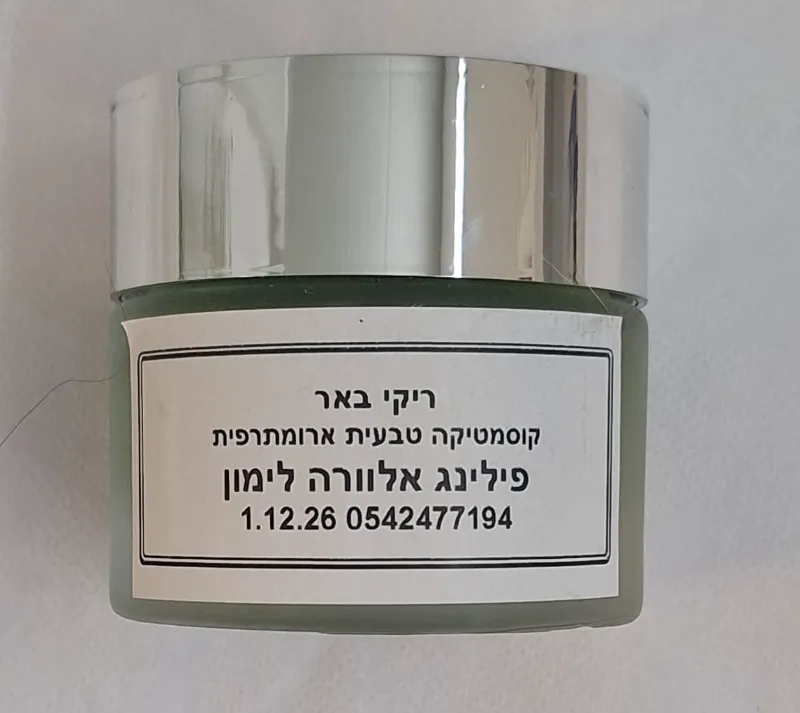 ריקי באר
קוסמטיקה טבעית ארומתרפית
פילינג אלוורה לימון
1.12.26 0542477194